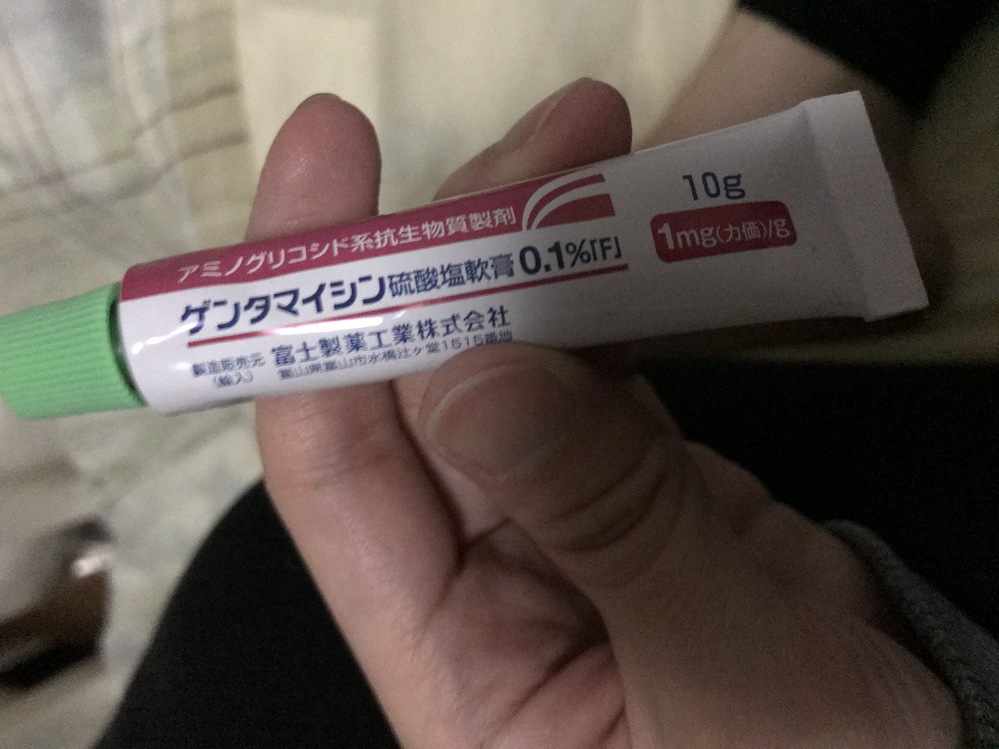 アミノグリコシド系抗生物質製剤
ゲンタマイシン硫酸塩軟膏0.1%「F」
10g
1mg(力価)/g
製造販売元
(輸入)
富士製薬工業株式会社
富山県富山市水橋辻ヶ堂1515番地